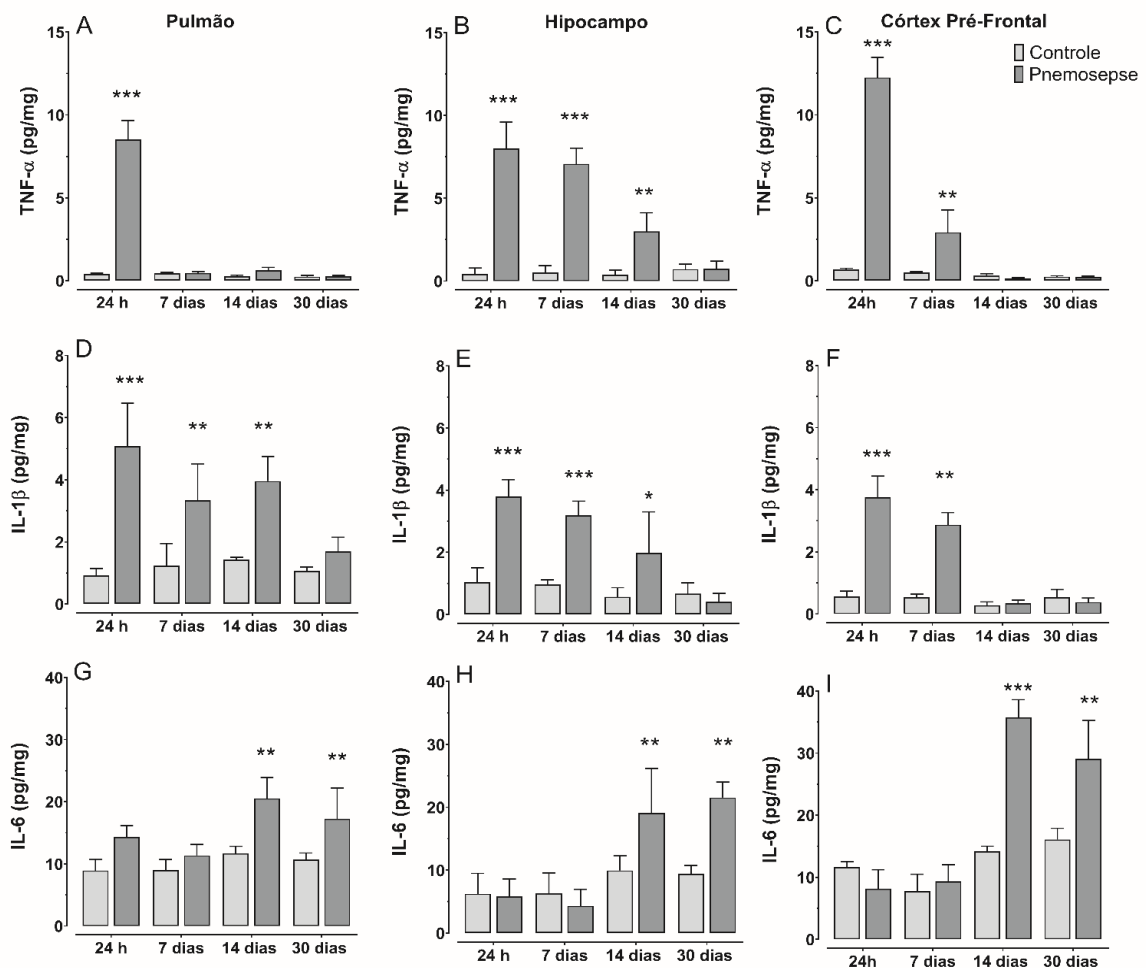 A Pulmão
TNF-α (pg/mg)
15
10
5
0
***
24 h 7 dias 14 dias 30 dias
B Hipocampo
TNF-α (pg/mg)
15
10
5
0
*** *** **
24 h 7 dias 14 dias 30 dias
C Córtex Pré-Frontal
Controle
Pnemosepse
TNF-α (pg/mg)
15
10
5
0
*** **
24h 7 dias 14 dias 30 dias
D
IL-1β (pg/mg)
8
6
4
2
0
*** ** **
24 h 7 dias 14 dias 30 dias
E
IL-1β (pg/mg)
8
6
4
2
0
*** *** *
24 h 7 dias 14 dias 30 dias
F
IL-1β (pg/mg)
8
6
4
2
0
*** **
24 h 7 dias 14 dias 30 dias
G
IL-6 (pg/mg)
40
30
20
10
0
** **
24 h 7 dias 14 dias 30 dias
H
IL-6 (pg/mg)
40
30
20
10
0
** **
24 h 7 dias 14 dias 30 dias
I
IL-6 (pg/mg)
40
30
20
10
0
*** **
24h 7 dias 14 dias 30 dias